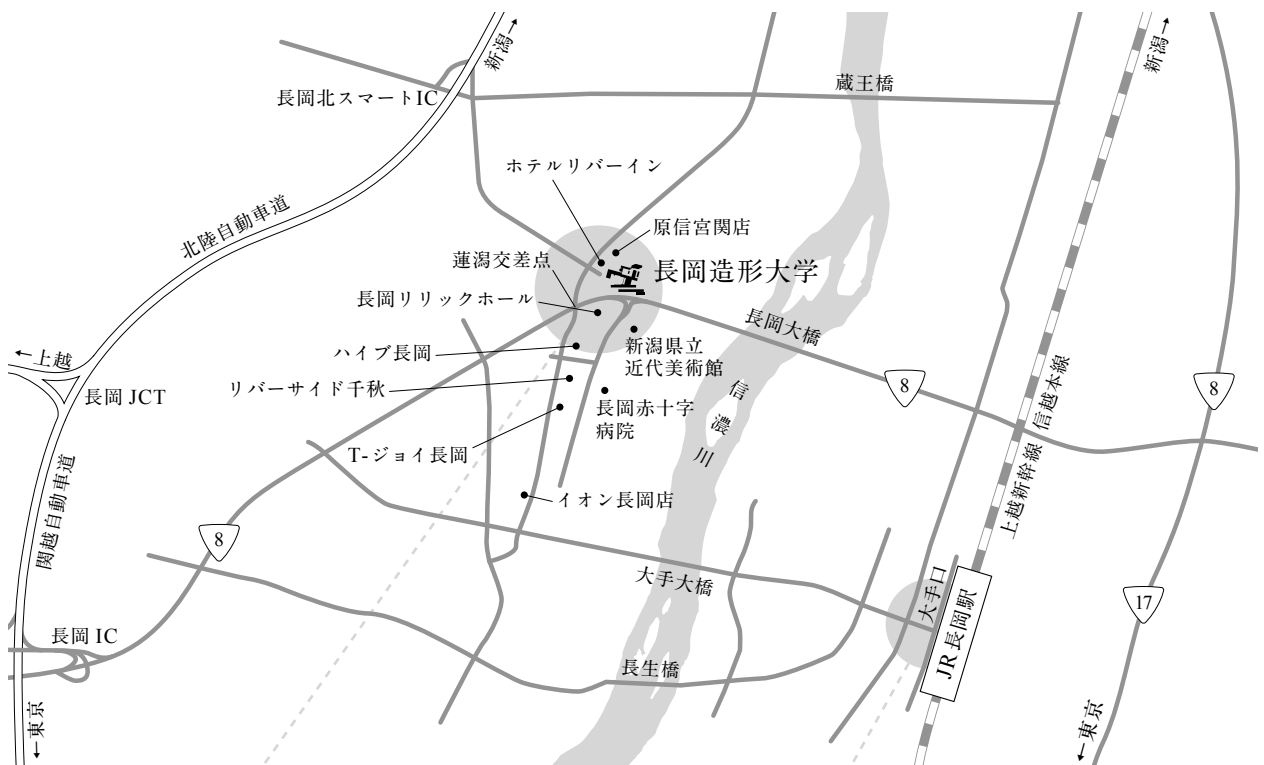 新潟→
新潟→
蔵王橋
長岡北スマートIC
ホテルリバーイン
原信宮関店
北陸自動車道
蓮潟交差点
長岡造形大学
長岡リリックホール
長岡大橋
ハイブ長岡
新潟県立
近代美術館
←上越
リバーサイド千秋
長岡JCT
長岡赤十字
病院
信濃川
8
8
信越本線
上越新幹線
T-ジョイ長岡
イオン長岡店
関越自動車道
8
大手大橋
大手口
17
JR長岡駅
長岡IC
長生橋
←東京
←東京